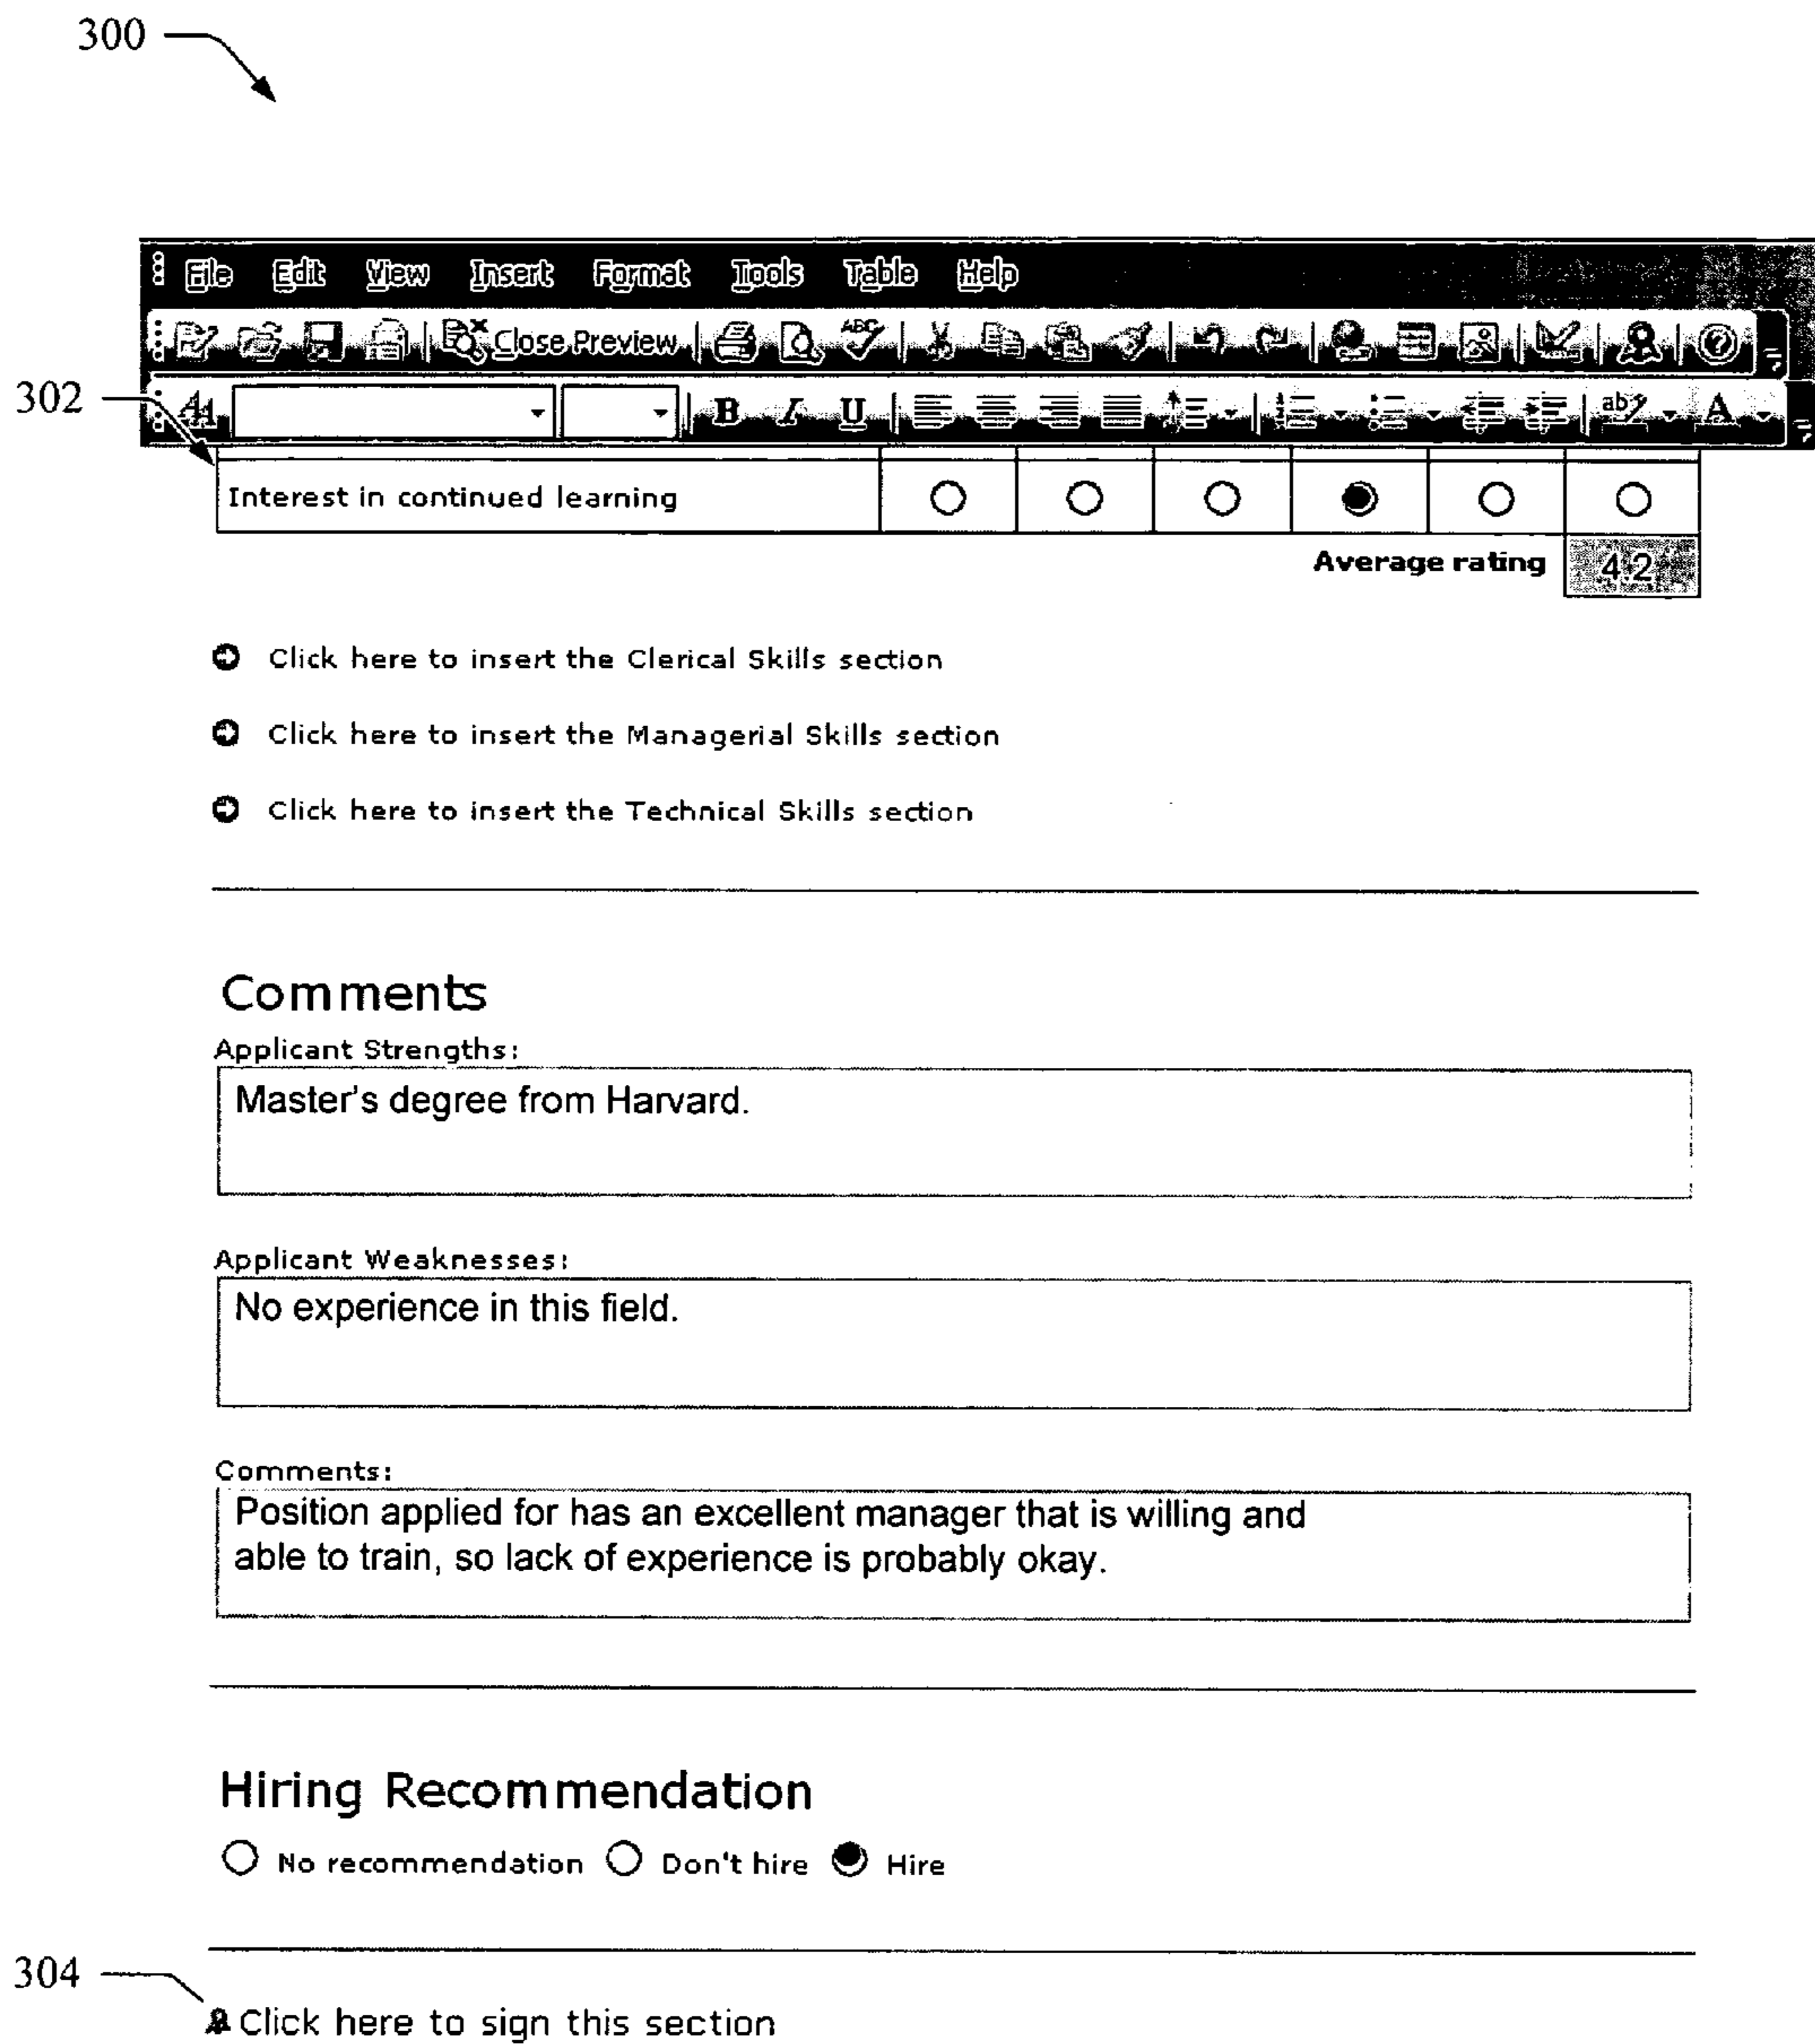 300
File Edit View Insert Format Tools Table Help
Close Preview ABC
302
A4 B I U ab A
Interest in continued learning
Average rating 4.2
Click here to insert the Clerical Skills section
Click here to insert the Managerial Skills section
Click here to insert the Technical Skills section
Comments
Applicant Strengths:
Master's degree from Harvard.
Applicant Weaknesses:
No experience in this field.
Comments:
Position applied for has an excellent manager that is willing and
able to train, so lack of experience is probably okay.
Hiring Recommendation
No recommendation Don't hire Hire
304
Click here to sign this section